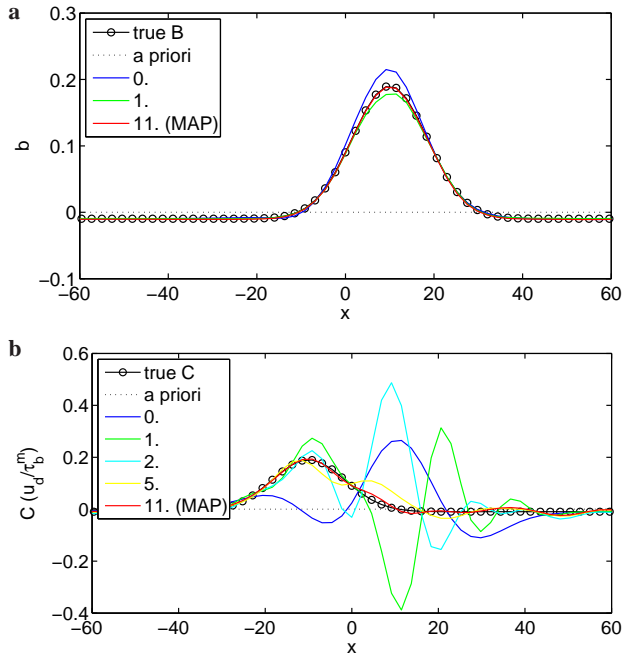 a
0.3
0.2
0.1
0
−0.1
b
true B
a priori
0.
1.
11. (MAP)
−60
−40
−20
0
20
40
60
x
b
0.6
0.4
0.2
0
−0.2
−0.4
C (u_d/τ_b^m)
true C
a priori
0.
1.
2.
5.
11. (MAP)
−60
−40
−20
0
20
40
60
x